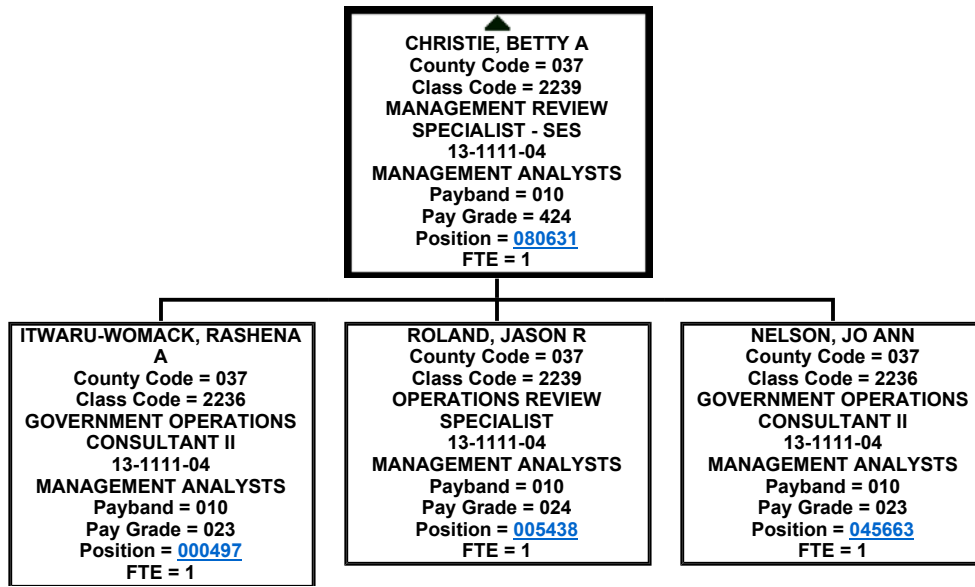 CHRISTIE, BETTY A
County Code = 037
Class Code = 2239
MANAGEMENT REVIEW
SPECIALIST - SES
13-1111-04
MANAGEMENT ANALYSTS
Payband = 010
Pay Grade = 424
Position = 080631
FTE = 1
ITWARU-WOMACK, RASHENA
A
County Code = 037
Class Code = 2236
GOVERNMENT OPERATIONS
CONSULTANT II
13-1111-04
MANAGEMENT ANALYSTS
Payband = 010
Pay Grade = 023
Position = 000497
FTE = 1
ROLAND, JASON R
County Code = 037
Class Code = 2239
OPERATIONS REVIEW
SPECIALIST
13-1111-04
MANAGEMENT ANALYSTS
Payband = 010
Pay Grade = 024
Position = 005438
FTE = 1
NELSON, JO ANN
County Code = 037
Class Code = 2236
GOVERNMENT OPERATIONS
CONSULTANT II
13-1111-04
MANAGEMENT ANALYSTS
Payband = 010
Pay Grade = 023
Position = 045663
FTE = 1